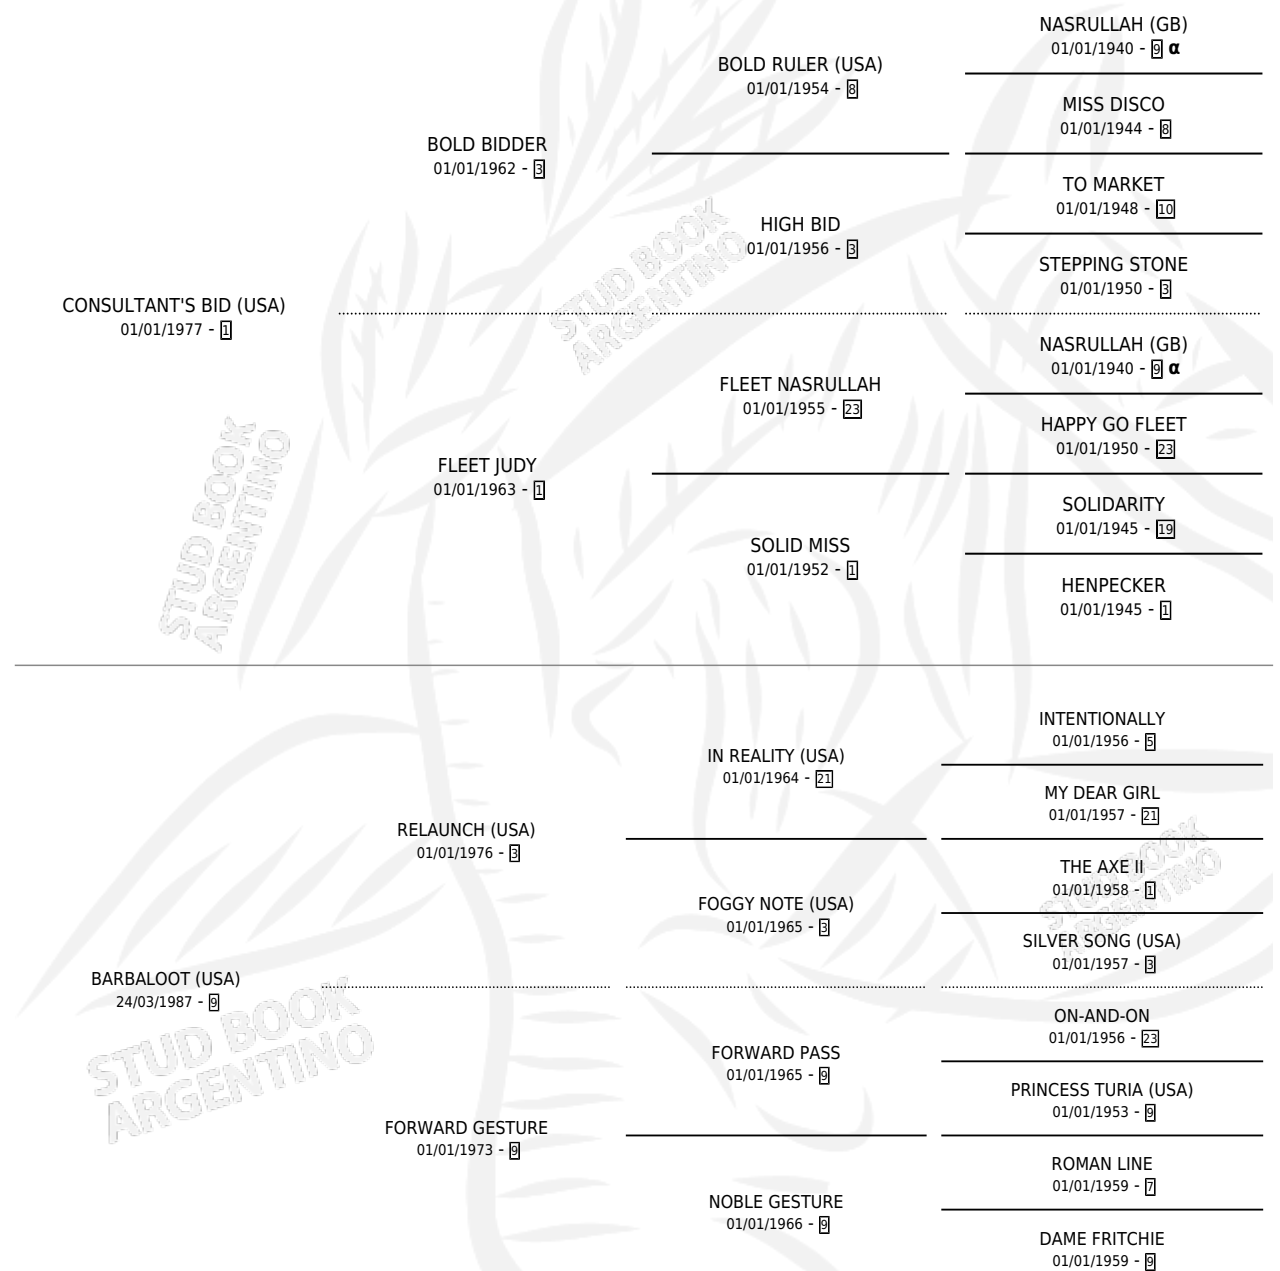 NASRULLAH (GB)
01/01/1940 - 9 α
BOLD RULER (USA)
01/01/1954 - 8
MISS DISCO
01/01/1944 - 8
BOLD BIDDER
01/01/1962 - 3
TO MARKET
01/01/1948 - 10
HIGH BID
01/01/1956 - 3
STEPPING STONE
01/01/1950 - 3
CONSULTANT'S BID (USA)
01/01/1977 - 1
NASRULLAH (GB)
01/01/1940 - 9 α
FLEET NASRULLAH
01/01/1955 - 23
HAPPY GO FLEET
01/01/1950 - 23
FLEET JUDY
01/01/1963 - 1
SOLIDARITY
01/01/1945 - 19
SOLID MISS
01/01/1952 - 1
HENPECKER
01/01/1945 - 1
INTENTIONALLY
01/01/1956 - 5
IN REALITY (USA)
01/01/1964 - 21
MY DEAR GIRL
01/01/1957 - 21
RELAUNCH (USA)
01/01/1976 - 3
THE AXE II
01/01/1958 - 1
FOGGY NOTE (USA)
01/01/1965 - 3
SILVER SONG (USA)
01/01/1957 - 3
BARBALOOT (USA)
24/03/1987 - 9
ON-AND-ON
01/01/1956 - 23
FORWARD PASS
01/01/1965 - 9
PRINCESS TURIA (USA)
01/01/1953 - 9
FORWARD GESTURE
01/01/1973 - 9
ROMAN LINE
01/01/1959 - 7
NOBLE GESTURE
01/01/1966 - 9
DAME FRITCHIE
01/01/1959 - 9
STUD BOOK
ARGENTINO
STUD BOOK
ARGENTINO
STUD BOOK
ARGENTINO
STUD BOOK
ARGENTINO